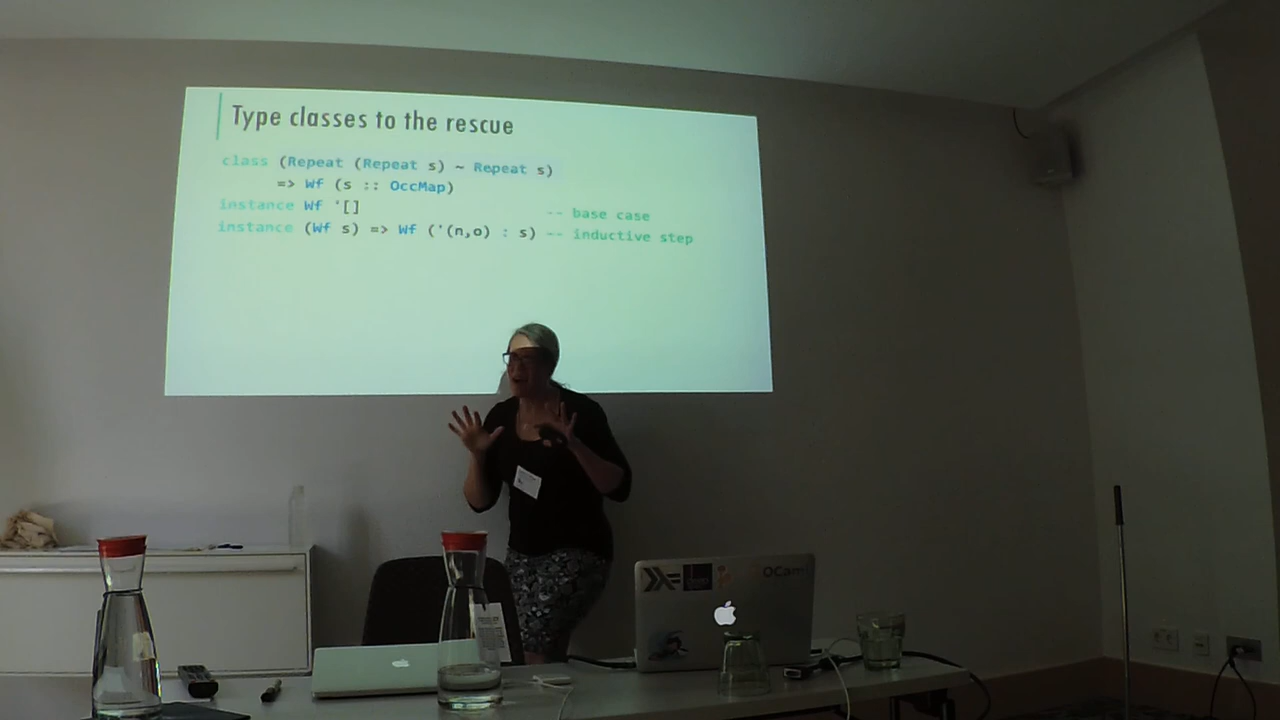 Type classes to the rescue
class (Repeat (Repeat s) ~ Repeat s)
=> Wf (s :: OccMap)
instance Wf '[] -- base case
instance (Wf s) => Wf ('(n,o) : s) -- inductive step
OCaml